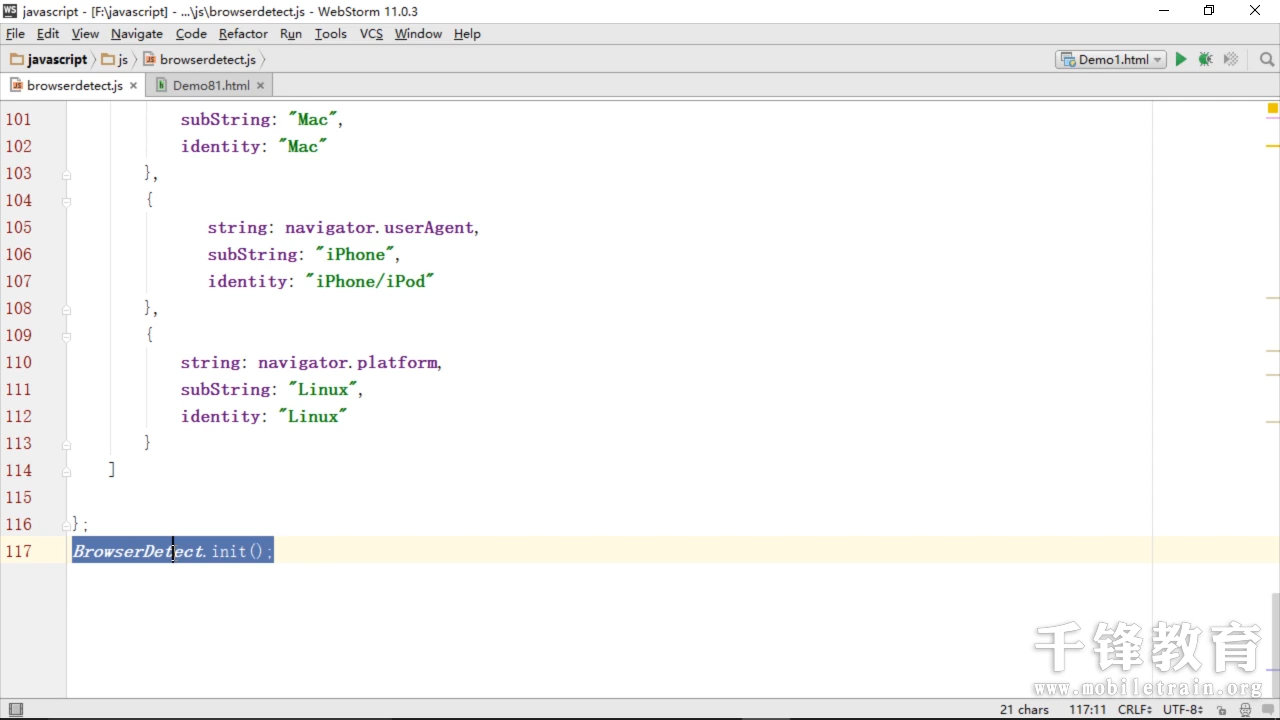 WS javascript - [F:\javascript] - ...\js\browserdetect.js - WebStorm 11.0.3
File Edit View Navigate Code Refactor Run Tools VCS Window Help
javascript js browserdetect.js Demo1.html
browserdetect.js Demo81.html
101 subString: "Mac",
102 identity: "Mac"
103 },
104 {
105 string: navigator.userAgent,
106 subString: "iPhone",
107 identity: "iPhone/iPod"
108 },
109 {
110 string: navigator.platform,
111 subString: "Linux",
112 identity: "Linux"
113 }
114 ]
115
116 };
117 BrowserDetect.init();
千锋教育
www.mobiletrain.org
21 chars 117:11 CRLF UTF-8